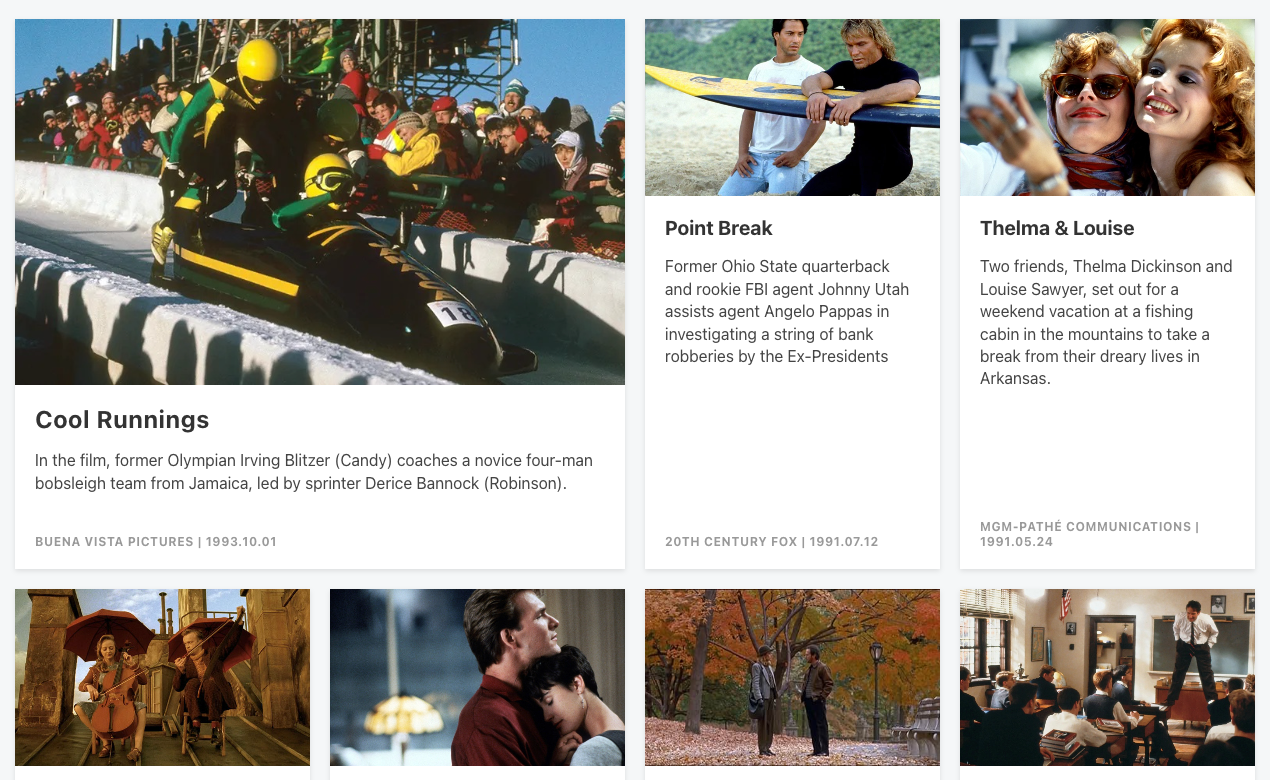 18
Cool Runnings
In the film, former Olympian Irving Blitzer (Candy) coaches a novice four-man
bobsleigh team from Jamaica, led by sprinter Derice Bannock (Robinson).
BUENA VISTA PICTURES | 1993.10.01
Point Break
Former Ohio State quarterback
and rookie FBI agent Johnny Utah
assists agent Angelo Pappas in
investigating a string of bank
robberies by the Ex-Presidents
20TH CENTURY FOX | 1991.07.12
Thelma & Louise
Two friends, Thelma Dickinson and
Louise Sawyer, set out for a
weekend vacation at a fishing
cabin in the mountains to take a
break from their dreary lives in
Arkansas.
MGM-PATHÉ COMMUNICATIONS |
1991.05.24